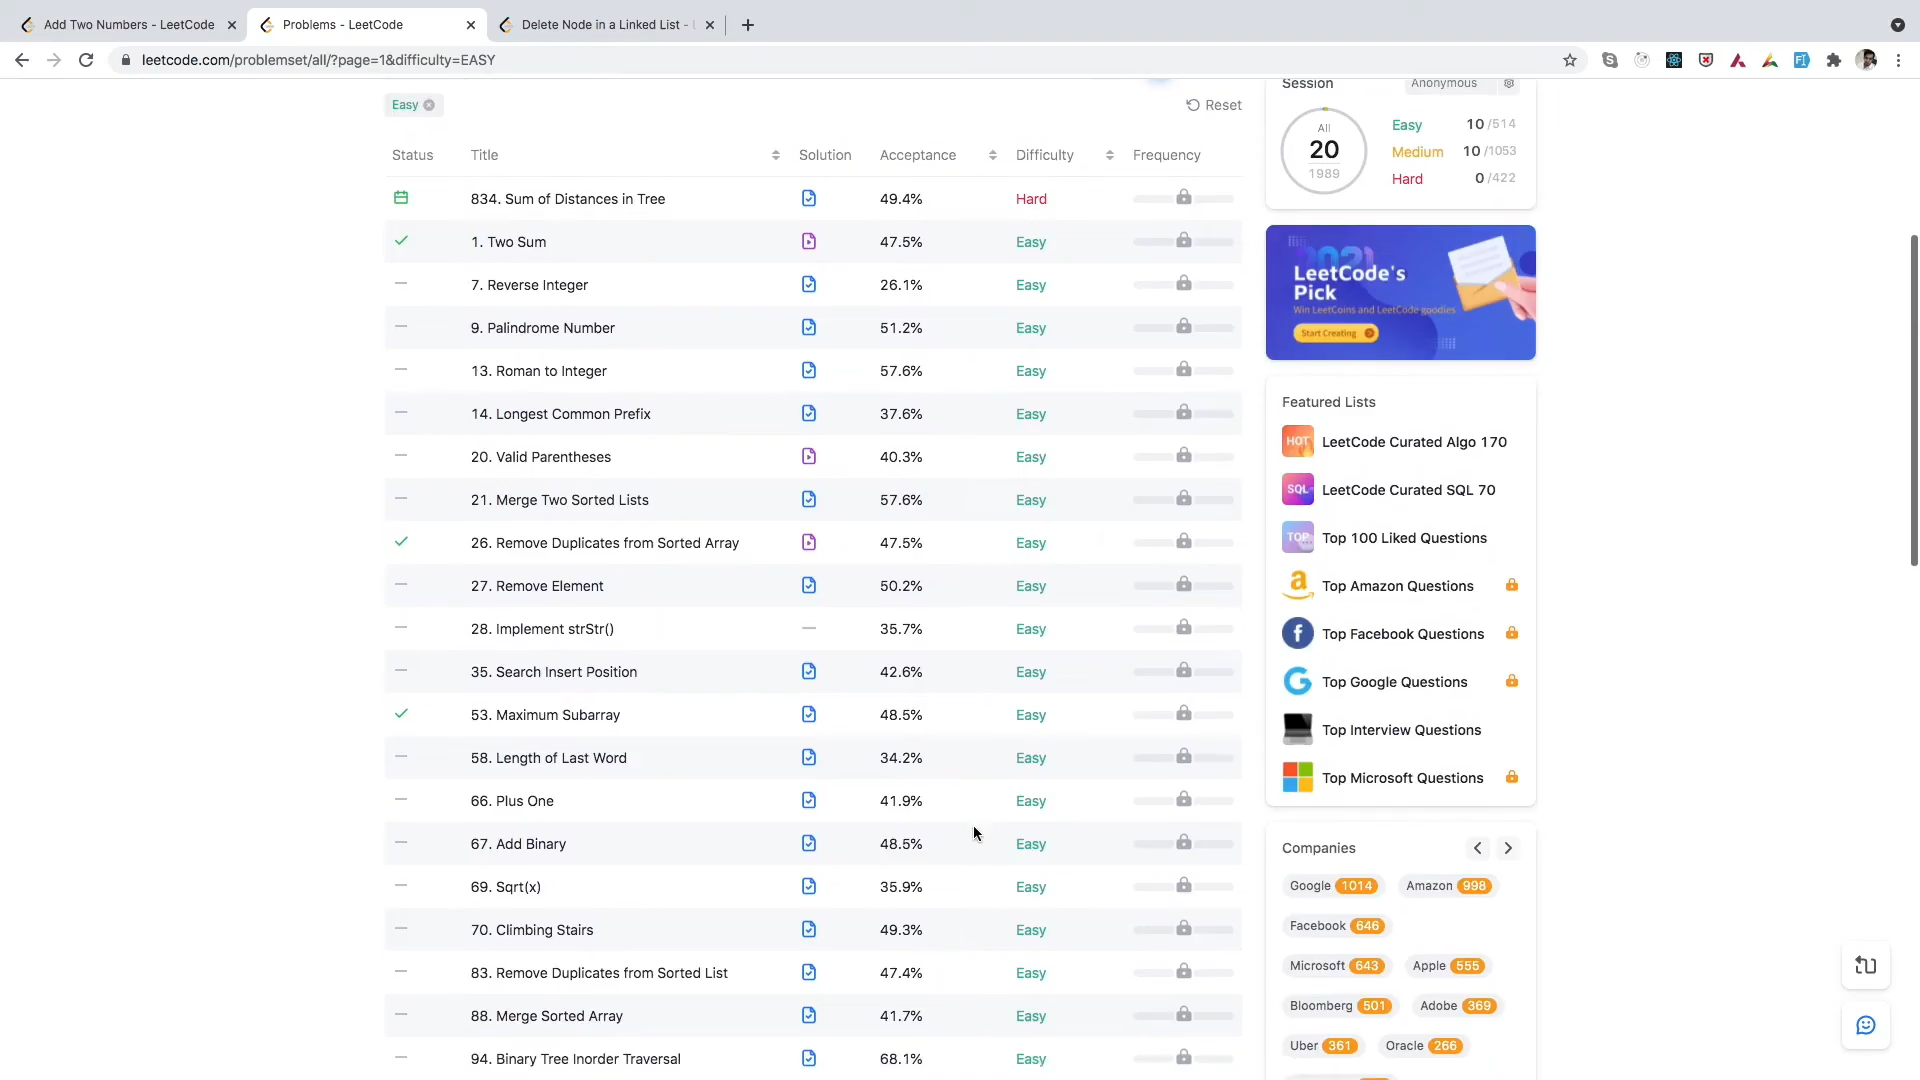 Add Two Numbers - LeetCode
Problems - LeetCode
Delete Node in a Linked List -
leetcode.com/problemset/all/?page=1&difficulty=EASY
Easy
Reset
Status Title Solution Acceptance Difficulty Frequency
834. Sum of Distances in Tree 49.4% Hard
1. Two Sum 47.5% Easy
7. Reverse Integer 26.1% Easy
9. Palindrome Number 51.2% Easy
13. Roman to Integer 57.6% Easy
14. Longest Common Prefix 37.6% Easy
20. Valid Parentheses 40.3% Easy
21. Merge Two Sorted Lists 57.6% Easy
26. Remove Duplicates from Sorted Array 47.5% Easy
27. Remove Element 50.2% Easy
28. Implement strStr() 35.7% Easy
35. Search Insert Position 42.6% Easy
53. Maximum Subarray 48.5% Easy
58. Length of Last Word 34.2% Easy
66. Plus One 41.9% Easy
67. Add Binary 48.5% Easy
69. Sqrt(x) 35.9% Easy
70. Climbing Stairs 49.3% Easy
83. Remove Duplicates from Sorted List 47.4% Easy
88. Merge Sorted Array 41.7% Easy
94. Binary Tree Inorder Traversal 68.1% Easy
Session Anonymous
All
20
1989
Easy 10 /514
Medium 10 /1053
Hard 0 /422
2021
LeetCode's
Pick
Win LeetCoins and LeetCode goodies
Start Creating
Featured Lists
HOT LeetCode Curated Algo 170
SQL LeetCode Curated SQL 70
TOP Top 100 Liked Questions
Top Amazon Questions
Top Facebook Questions
Top Google Questions
Top Interview Questions
Top Microsoft Questions
Companies
Google 1014 Amazon 998
Facebook 646
Microsoft 643 Apple 555
Bloomberg 501 Adobe 369
Uber 361 Oracle 266